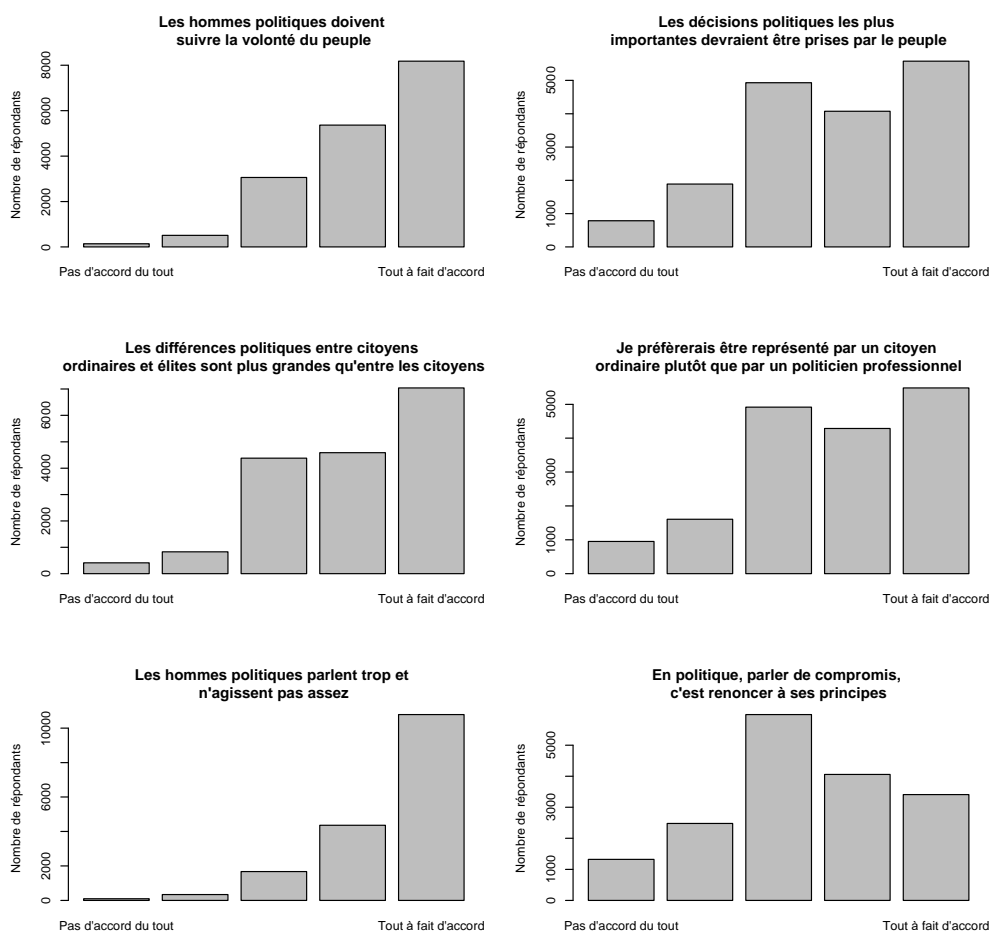 Les hommes politiques doivent
suivre la volonté du peuple
Nombre de répondants
0
2000
4000
6000
8000
Pas d'accord du tout
Tout à fait d'accord
Les décisions politiques les plus
importantes devraient être prises par le peuple
Nombre de répondants
0
1000
3000
5000
Pas d'accord du tout
Tout à fait d'accord
Les différences politiques entre citoyens
ordinaires et élites sont plus grandes qu'entre les citoyens
Nombre de répondants
0
2000
4000
6000
Pas d'accord du tout
Tout à fait d'accord
Je préfèrerais être représenté par un citoyen
ordinaire plutôt que par un politicien professionnel
Nombre de répondants
0
1000
3000
5000
Pas d'accord du tout
Tout à fait d'accord
Les hommes politiques parlent trop et
n'agissent pas assez
Nombre de répondants
0
2000
6000
10000
Pas d'accord du tout
Tout à fait d'accord
En politique, parler de compromis,
c'est renoncer à ses principes
Nombre de répondants
0
1000
3000
5000
Pas d'accord du tout
Tout à fait d'accord